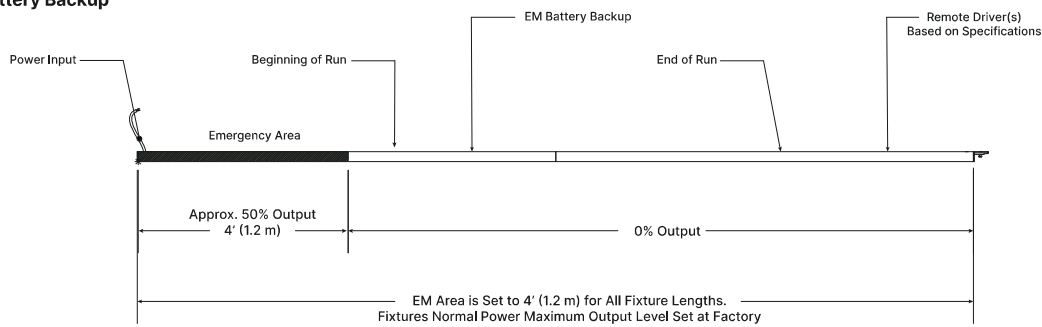 EM Battery Backup
Remote Driver(s)
Based on Specifications
Power Input
Beginning of Run
End of Run
Emergency Area
Approx. 50% Output
4' (1.2 m)
0% Output
EM Area is Set to 4' (1.2 m) for All Fixture Lengths.
Fixtures Normal Power Maximum Output Level Set at Factory